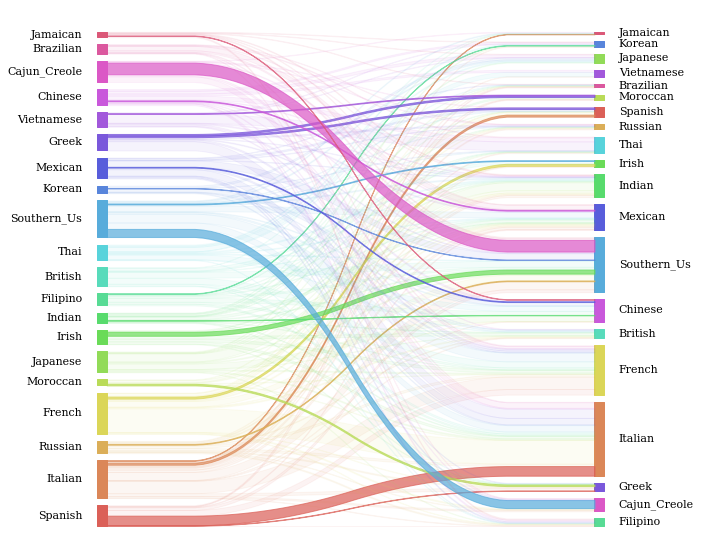 Jamaican
Brazilian
Cajun_Creole
Chinese
Vietnamese
Greek
Mexican
Korean
Southern_Us
Thai
British
Filipino
Indian
Irish
Japanese
Moroccan
French
Russian
Italian
Spanish
Jamaican
Korean
Japanese
Vietnamese
Brazilian
Moroccan
Spanish
Russian
Thai
Irish
Indian
Mexican
Southern_Us
Chinese
British
French
Italian
Greek
Cajun_Creole
Filipino